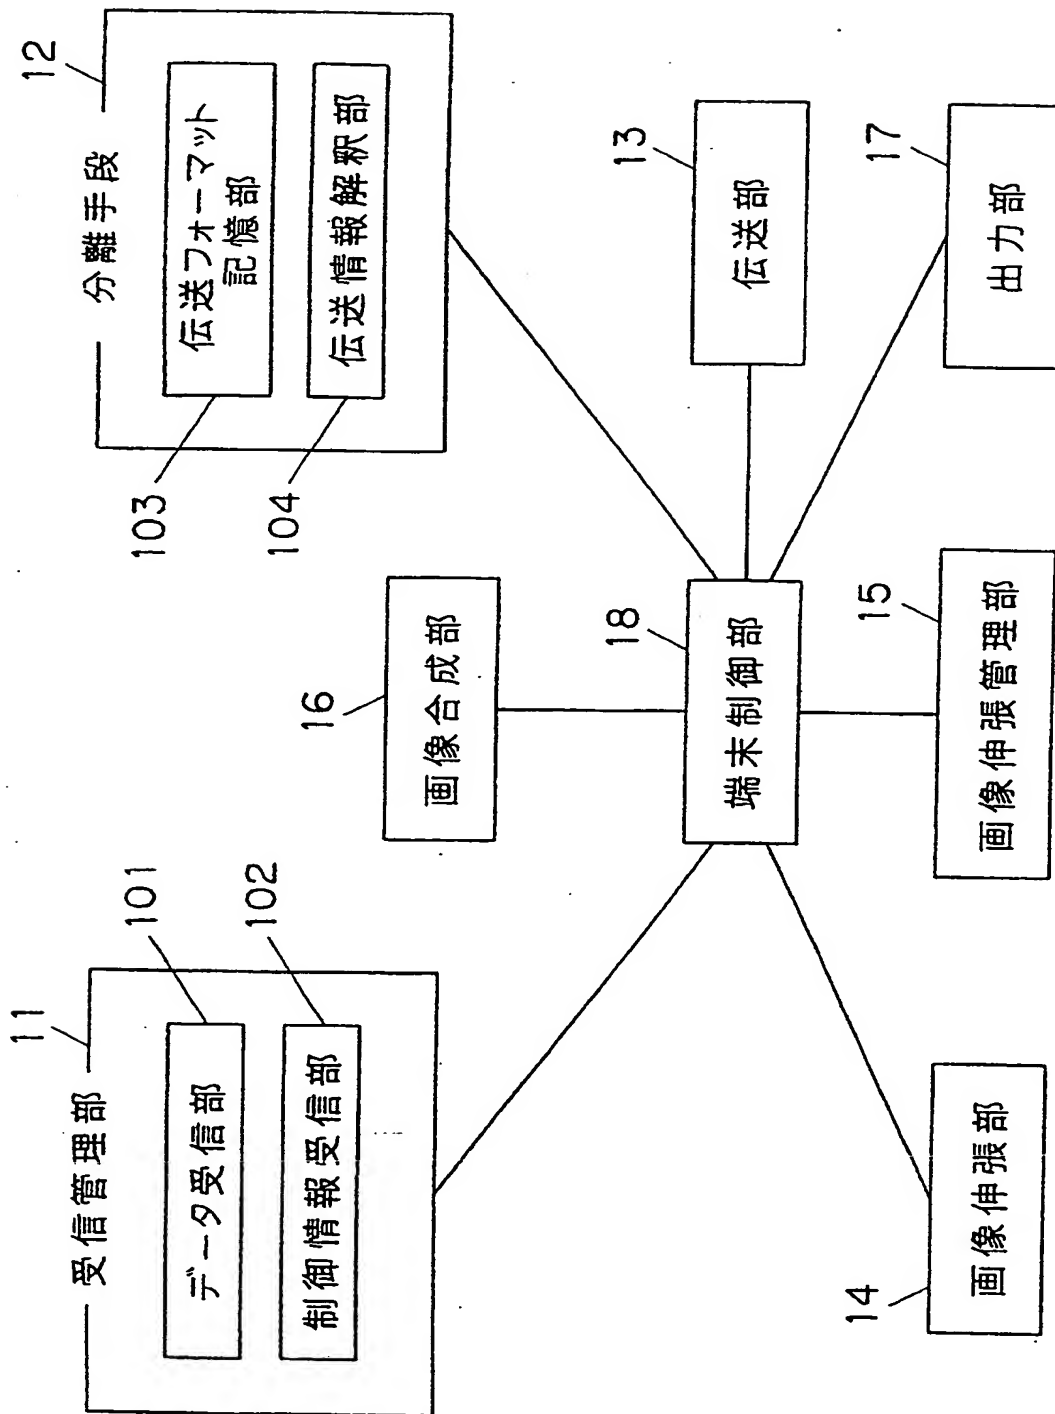 11
受信管理部
101
データ受信部
102
制御情報受信部
12
分離手段
103
伝送フォーマット
記憶部
104
伝送情報解釈部
16
画像合成部
18
端末制御部
13
伝送部
14
画像伸張部
15
画像伸張管理部
17
出力部